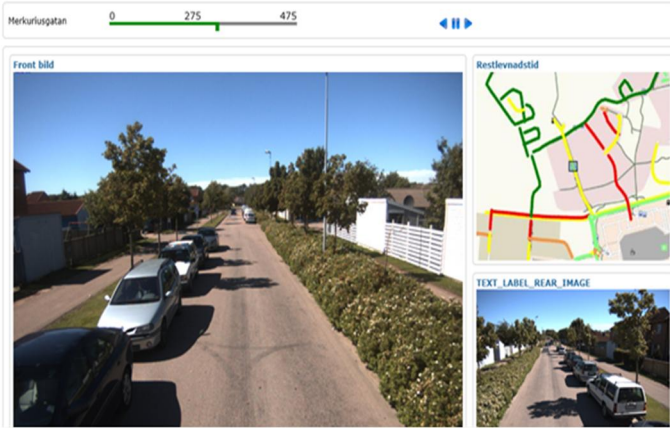 Merkuriusgatan
0 275 475
Front bild
Restlevnadstid
TEXT_LABEL_REAR_IMAGE